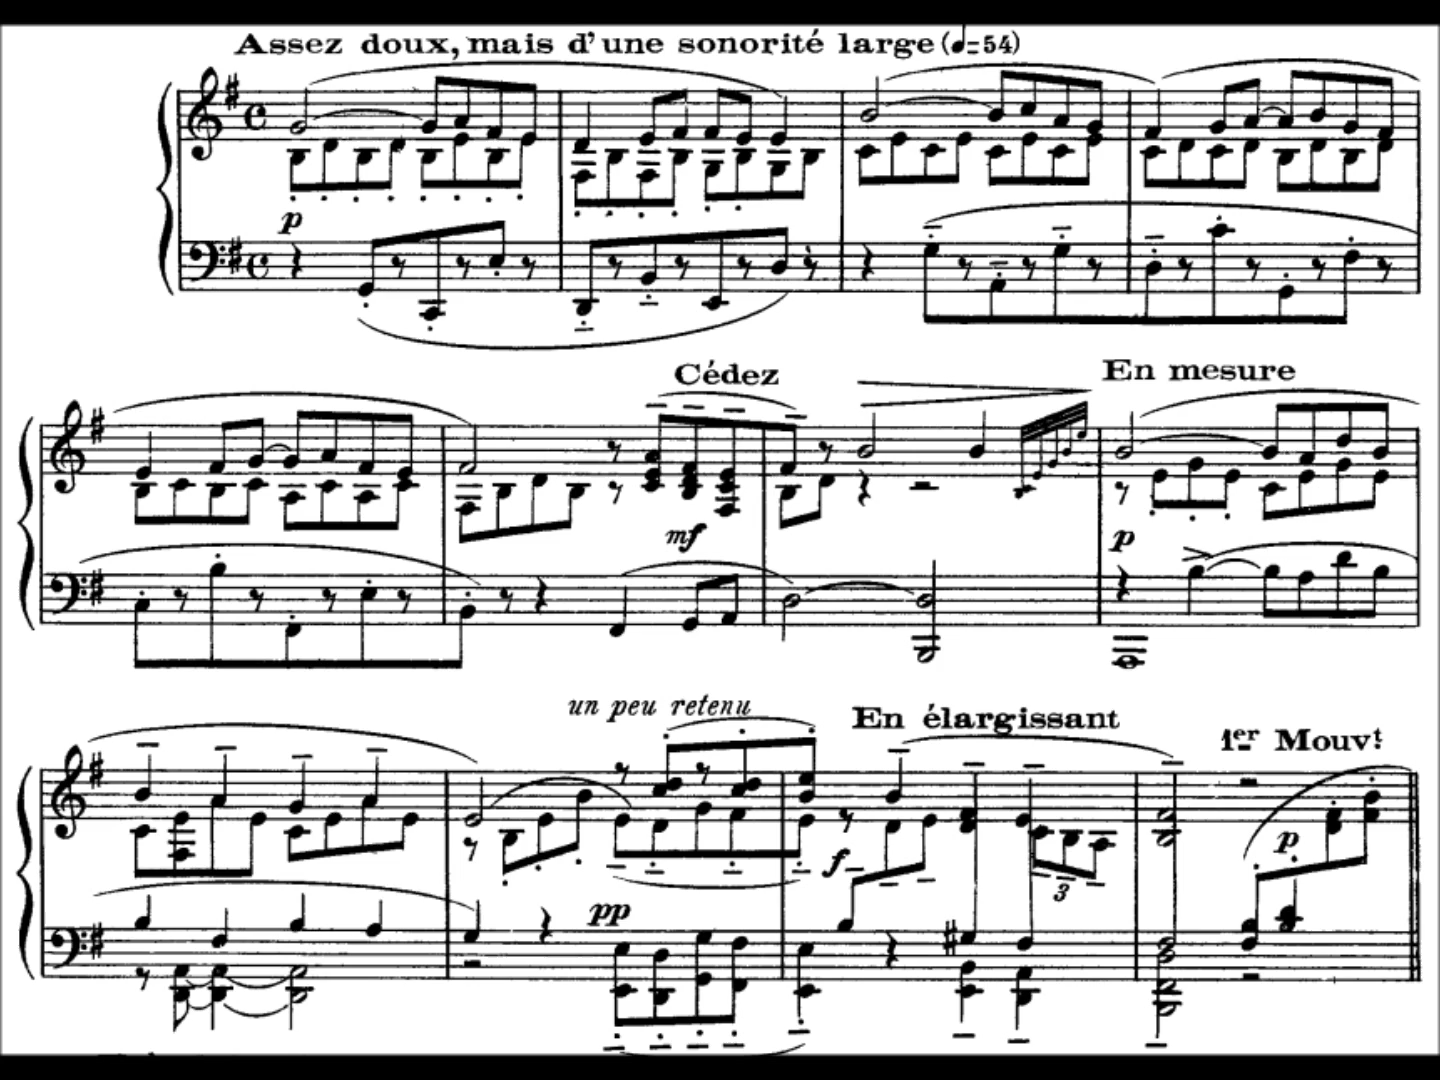 Assez doux, mais d'une sonorité large (♩=54)
p
Cédez
En mesure
mf
p
un peu retenu
En élargissant
1er Mouvt
p
f
3
pp